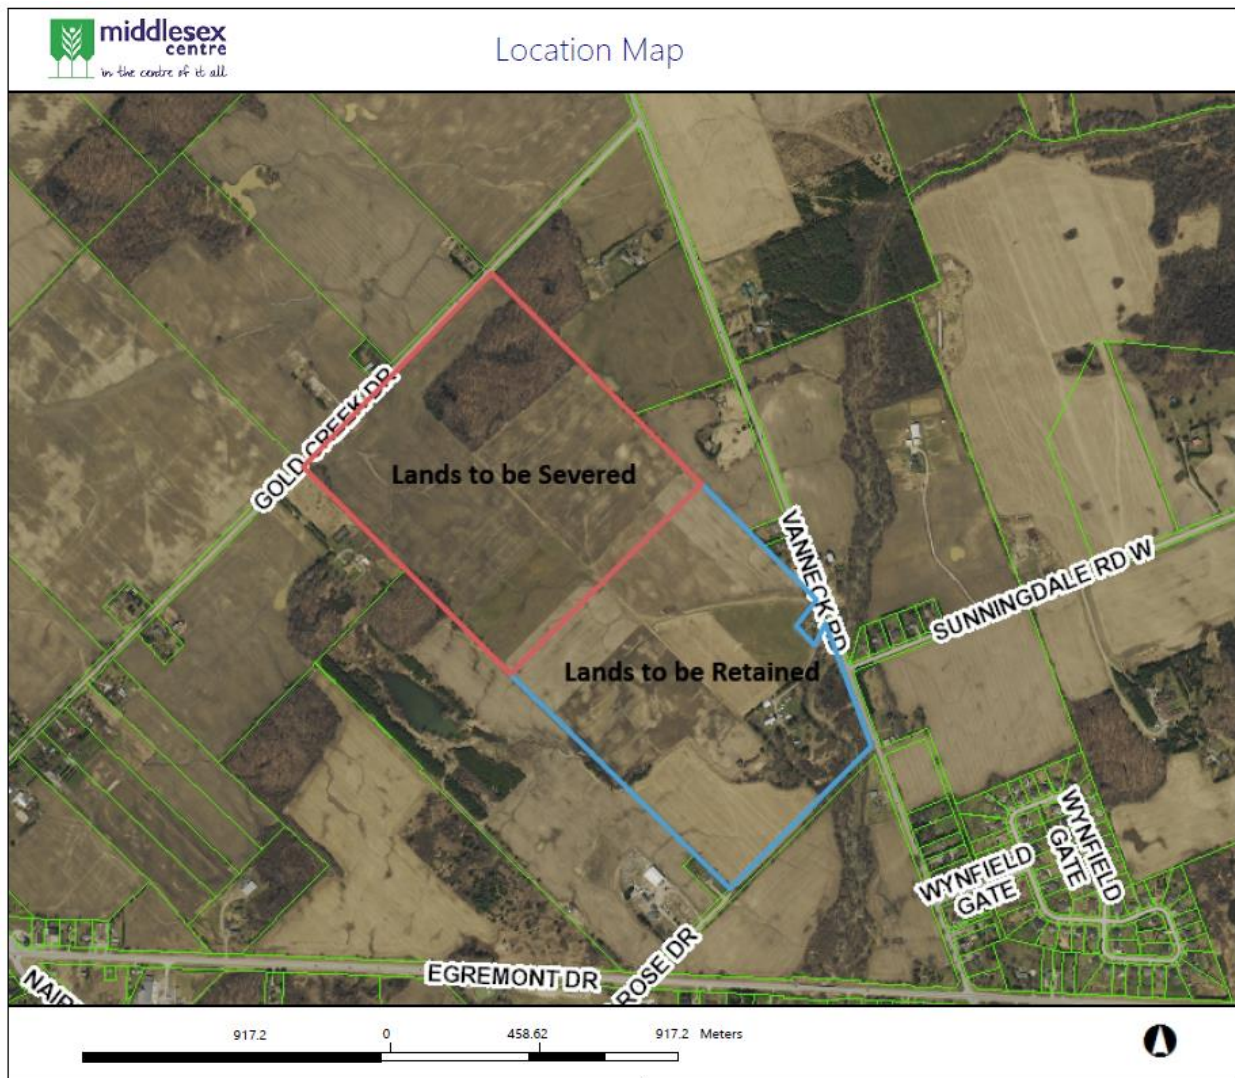 middlesex
centre
in the centre of it all
Location Map
GOLD CREEK DR
Lands to be Severed
VANNECK RD
SUNNINGDALE RD W
Lands to be Retained
WYNFIELD
GATE
WYNFIELD
GATE
EGREMONT DR
ROSE DR
NAIR
917.2 0 458.62 917.2 Meters